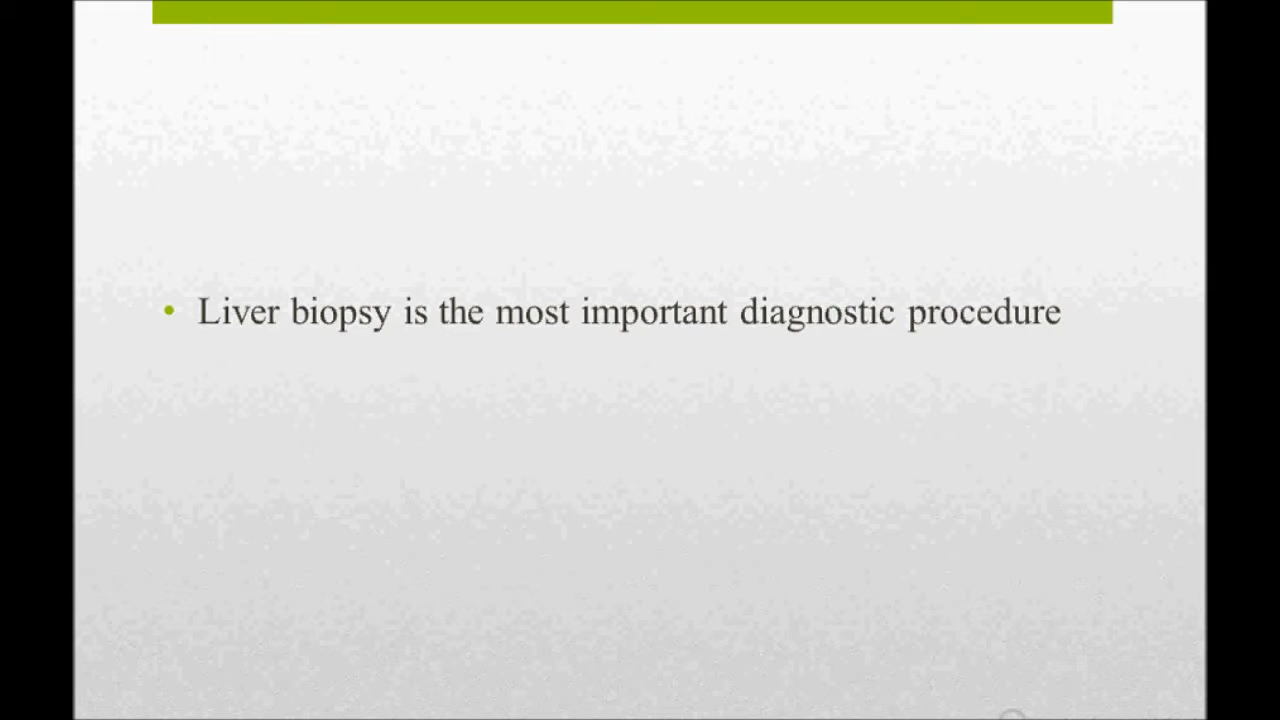 • Liver biopsy is the most important diagnostic procedure